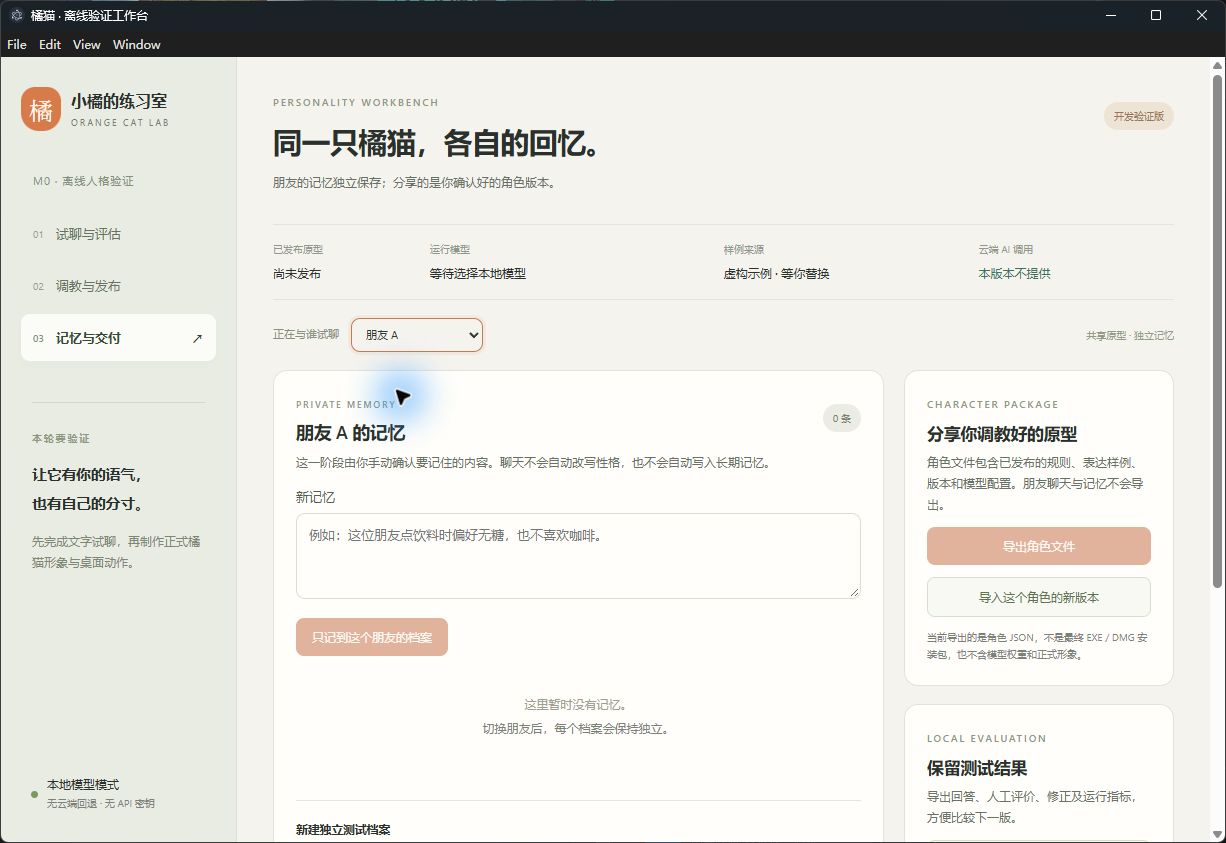 橘猫 · 离线验证工作台
File Edit View Window
橘
小橘的练习室
ORANGE CAT LAB
M0 · 离线人格验证
01 试聊与评估
02 调教与发布
03 记忆与交付 ↗
本轮要验证
让它有你的语气，
也有自己的分寸。
先完成文字试聊，再制作正式橘
猫形象与桌面动作。
本地模型模式
无云端回退 · 无 API 密钥
PERSONALITY WORKBENCH
同一只橘猫，各自的回忆。
朋友的记忆独立保存；分享的是你确认好的角色版本。
开发验证版
已发布原型
尚未发布
运行模型
等待选择本地模型
样例来源
虚构示例 · 等你替换
云端 AI 调用
本版本不提供
正在与谁试聊
朋友 A
共享原型 · 独立记忆
PRIVATE MEMORY
朋友 A 的记忆
0 条
这一阶段由你手动确认要记住的内容。聊天不会自动改写性格，也不会自动写入长期记忆。
新记忆
例如：这位朋友点饮料时偏好无糖，也不喜欢咖啡。
只记到这个朋友的档案
这里暂时没有记忆。
切换朋友后，每个档案会保持独立。
新建独立测试档案
CHARACTER PACKAGE
分享你调教好的原型
角色文件包含已发布的规则、表达样例、
版本和模型配置。朋友聊天与记忆不会导
出。
导出角色文件
导入这个角色的新版本
当前导出的是角色 JSON，不是最终 EXE / DMG 安
装包，也不含模型权重和正式形象。
LOCAL EVALUATION
保留测试结果
导出回答、人工评价、修正及运行指标，
方便比较下一版。